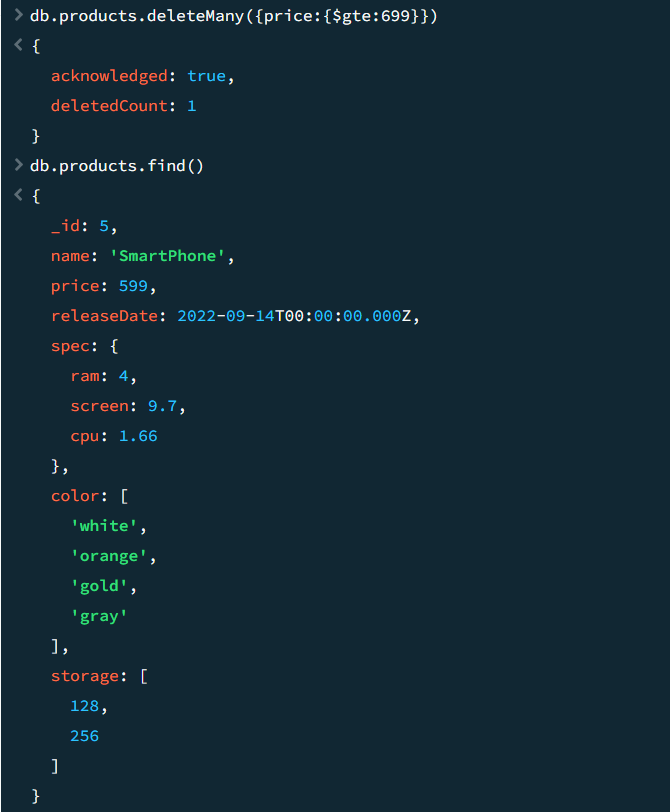 > db.products.deleteMany({price:{$gte:699}})
< {
acknowledged: true,
deletedCount: 1
}
> db.products.find()
< {
_id: 5,
name: 'SmartPhone',
price: 599,
releaseDate: 2022-09-14T00:00:00.000Z,
spec: {
ram: 4,
screen: 9.7,
cpu: 1.66
},
color: [
'white',
'orange',
'gold',
'gray'
],
storage: [
128,
256
]
}